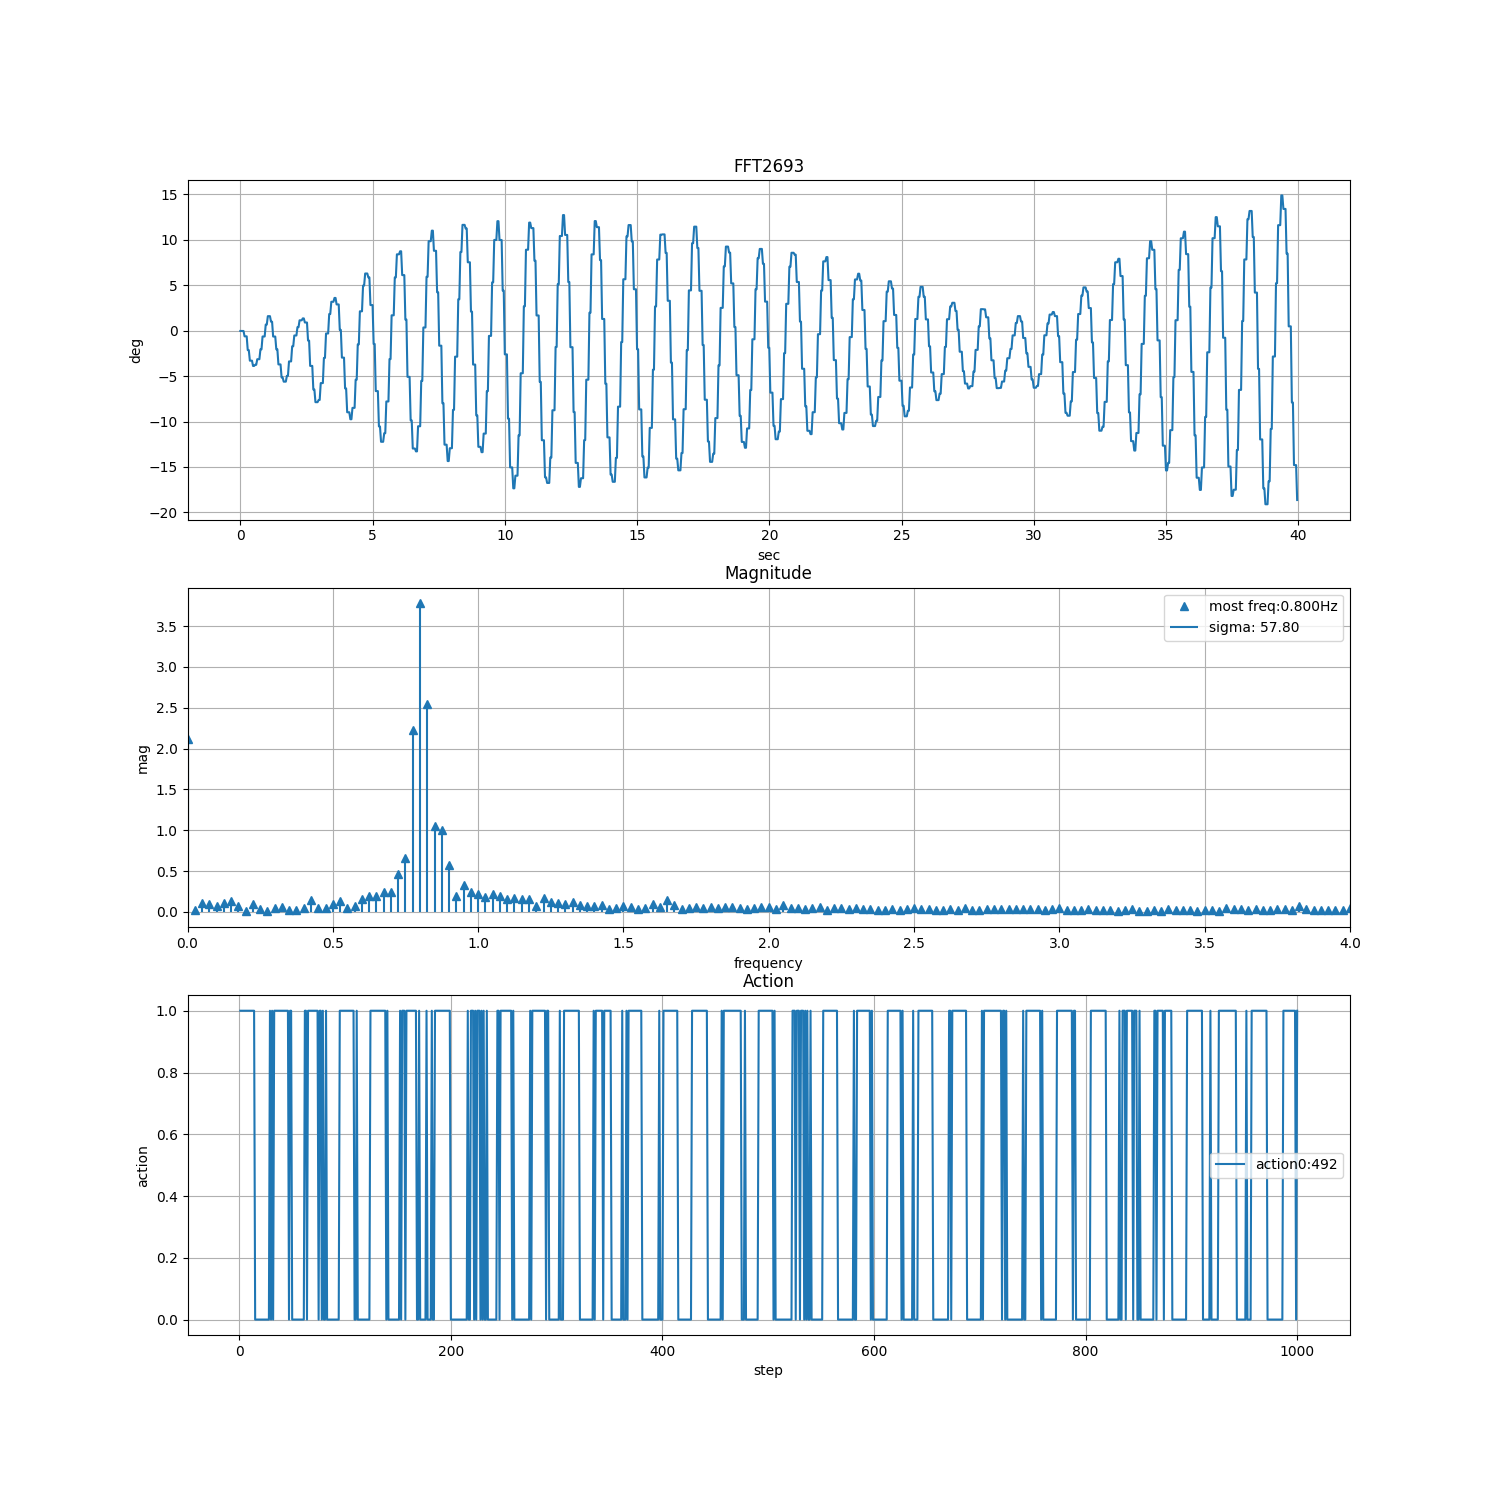 FFT2693
15
10
5
0
−5
−10
−15
−20
deg
0 5 10 15 20 25 30 35 40
sec
Magnitude
most freq:0.800Hz
sigma: 57.80
3.5
3.0
2.5
2.0
1.5
1.0
0.5
0.0
mag
0.0 0.5 1.0 1.5 2.0 2.5 3.0 3.5 4.0
frequency
Action
1.0
0.8
0.6
0.4
0.2
0.0
action
action0:492
0 200 400 600 800 1000
step